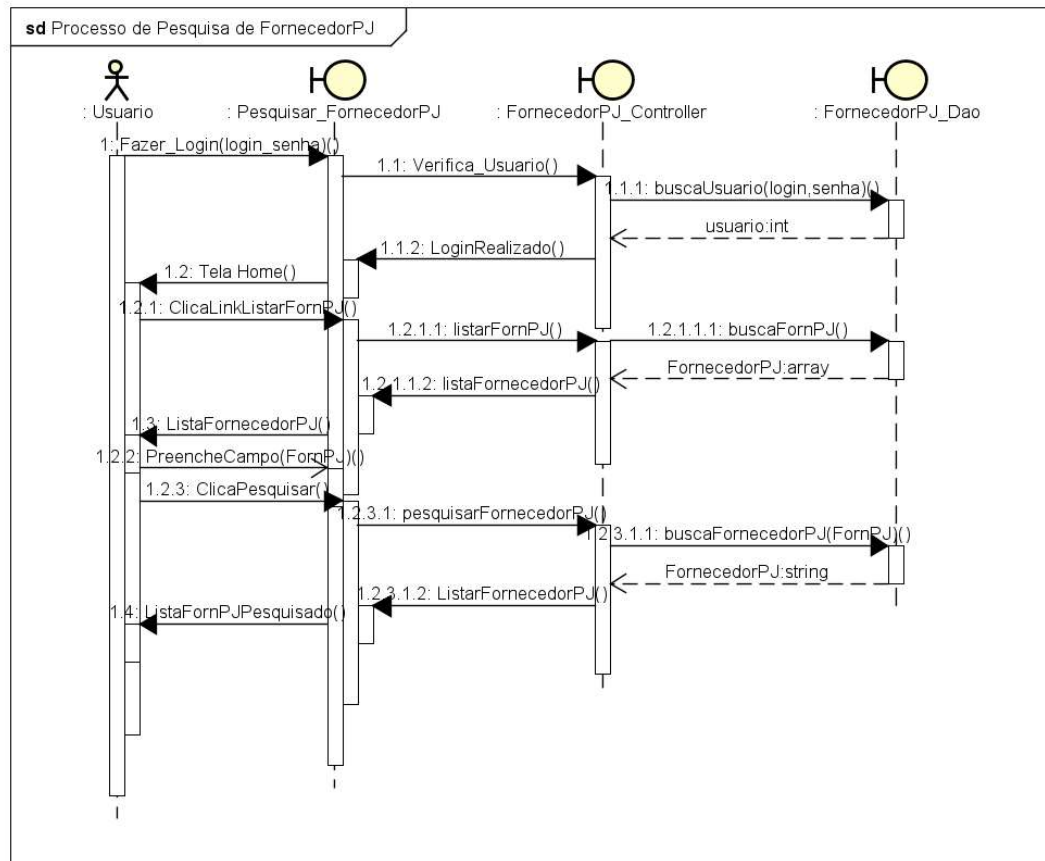 sd Processo de Pesquisa de FornecedorPJ
: Usuario
: Pesquisar_FornecedorPJ
: FornecedorPJ_Controller
: FornecedorPJ_Dao
1: Fazer_Login(login_senha)()
1.1: Verifica_Usuario()
1.1.1: buscaUsuario(login,senha)()
usuario:int
1.1.2: LoginRealizado()
1.2: Tela Home()
1.2.1: ClicaLinkListarFornPJ()
1.2.1.1: listarFornPJ()
1.2.1.1.1: buscaFornPJ()
FornecedorPJ:array
1.2.1.1.2: listaFornecedorPJ()
1.3: ListaFornecedorPJ()
1.2.2: PreencheCampo(FornPJ)()
1.2.3: ClicaPesquisar()
1.2.3.1: pesquisarFornecedorPJ()
1.2.3.1.1: buscaFornecedorPJ(FornPJ)()
FornecedorPJ:string
1.2.3.1.2: ListarFornecedorPJ()
1.4: ListaFornPJPesquisado()